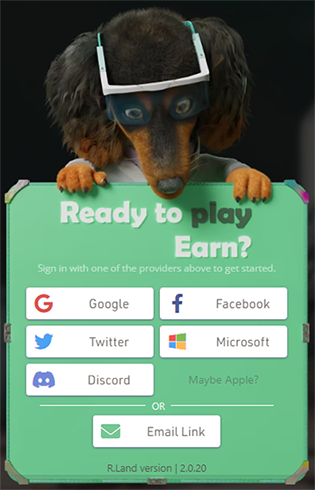 Ready to play
Earn?
Sign in with one of the providers above to get started.
Google
Facebook
Twitter
Microsoft
Discord
Maybe Apple?
OR
Email Link
R.Land version | 2.0.20